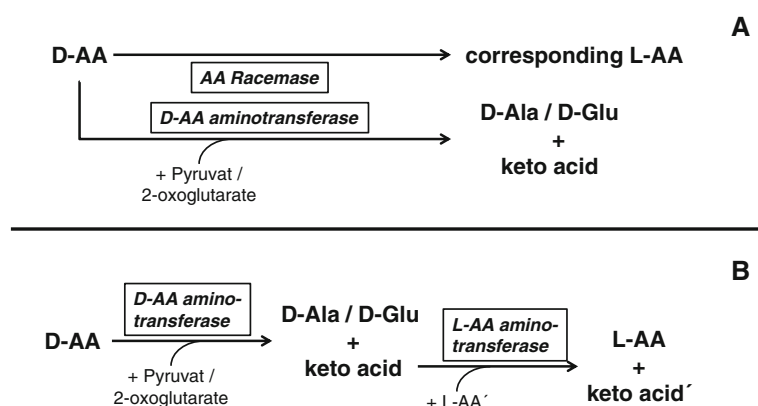 A
D-AA
corresponding L-AA
AA Racemase
D-AA aminotransferase
D-Ala / D-Glu
+
keto acid
+ Pyruvat /
2-oxoglutarate
B
D-AA amino-
transferase
D-AA
+ Pyruvat /
2-oxoglutarate
D-Ala / D-Glu
+
keto acid
L-AA amino-
transferase
+ L-AA´
L-AA
+
keto acid´